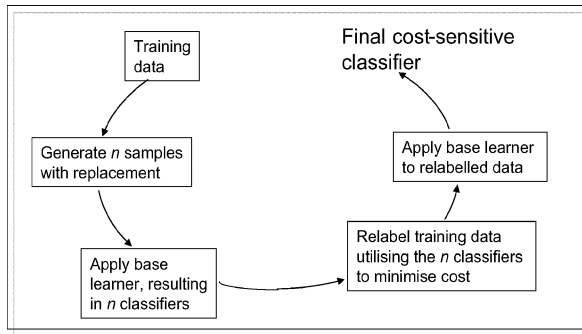 Training
data
Generate n samples
with replacement
Apply base
learner, resulting
in n classifiers
Relabel training data
utilising the n classifiers
to minimise cost
Apply base learner
to relabelled data
Final cost-sensitive
classifier